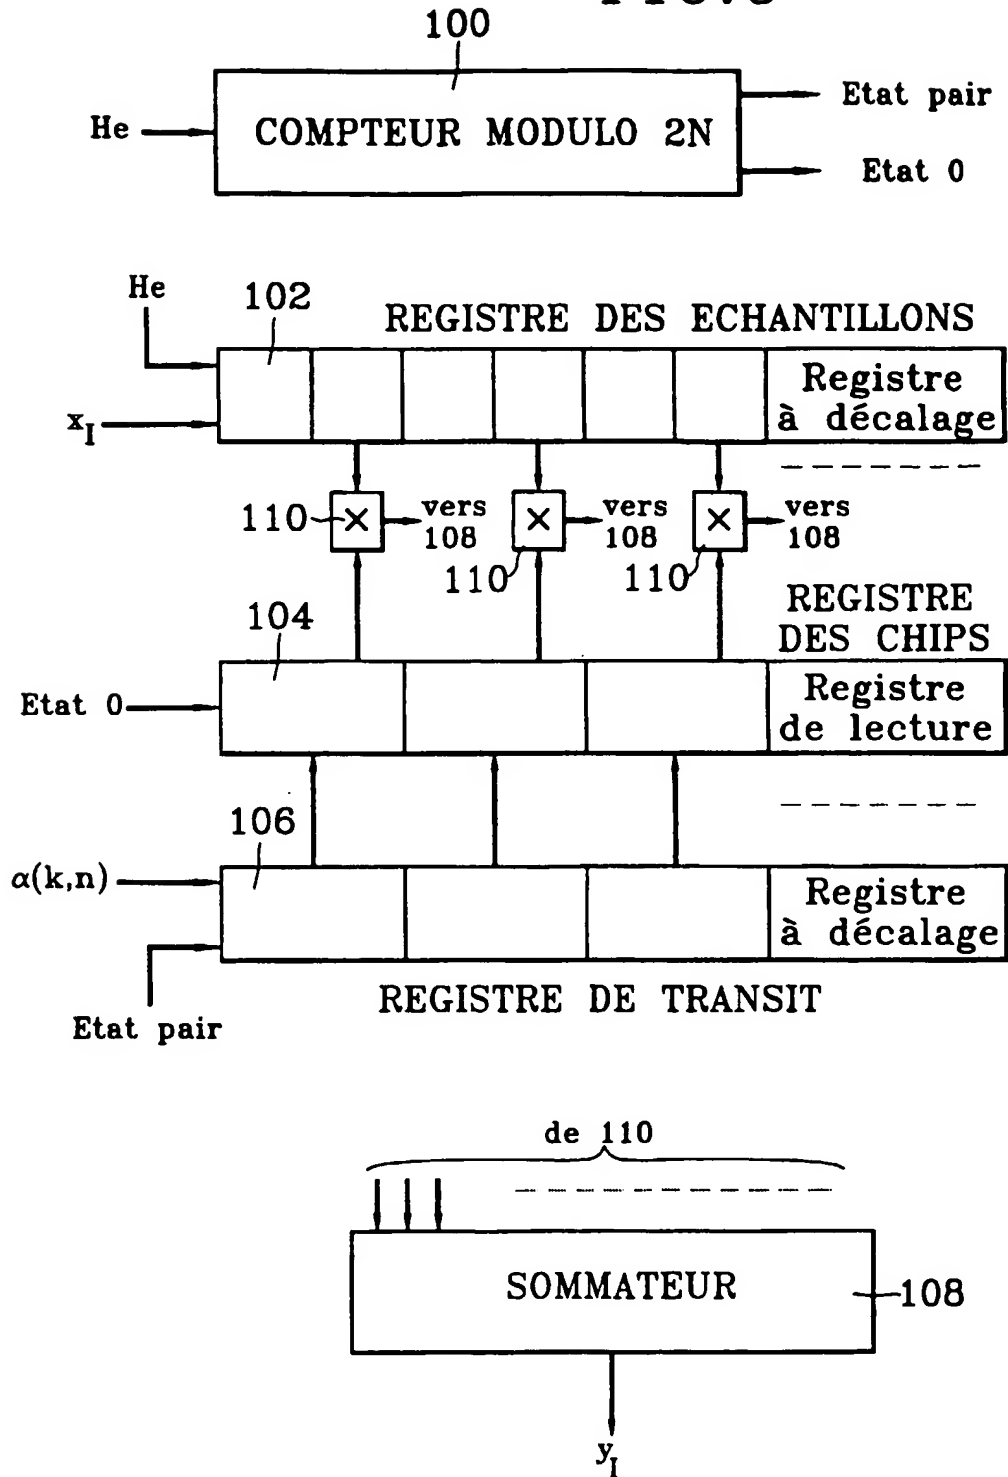 100
He
COMPTEUR MODULO 2N
Etat pair
Etat 0
He
102
REGISTRE DES ECHANTILLONS
x_I
Registre
à décalage
110
×
vers
108
×
vers
108
×
vers
108
110
110
REGISTRE
DES CHIPS
104
Etat 0
Registre
de lecture
106
α(k,n)
Registre
à décalage
Etat pair
REGISTRE DE TRANSIT
de 110
SOMMATEUR
108
y_I